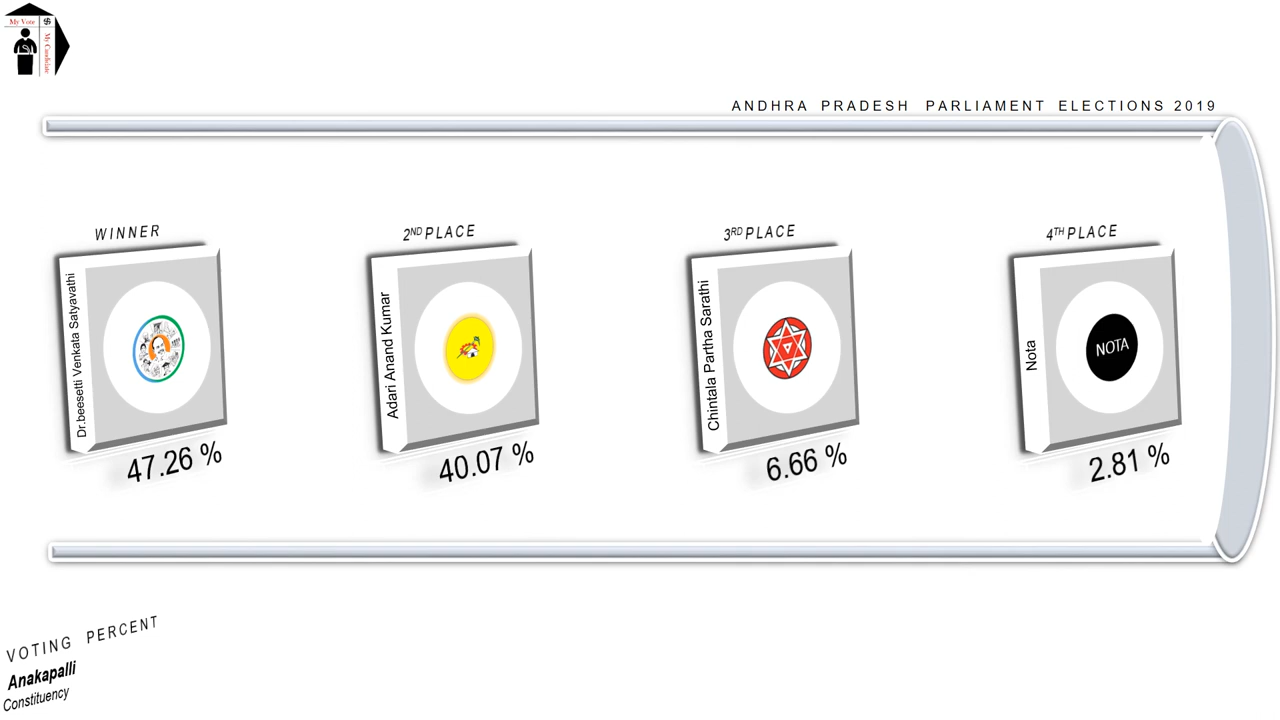 My Vote
My Candidate
ANDHRA PRADESH PARLIAMENT ELECTIONS 2019
WINNER
Dr.beesetti Venkata Satyavathi
47.26 %
2ND PLACE
Adari Anand Kumar
40.07 %
3RD PLACE
Chintala Partha Sarathi
6.66 %
4TH PLACE
Nota
NOTA
2.81 %
VOTING PERCENT
Anakapalli
Constituency